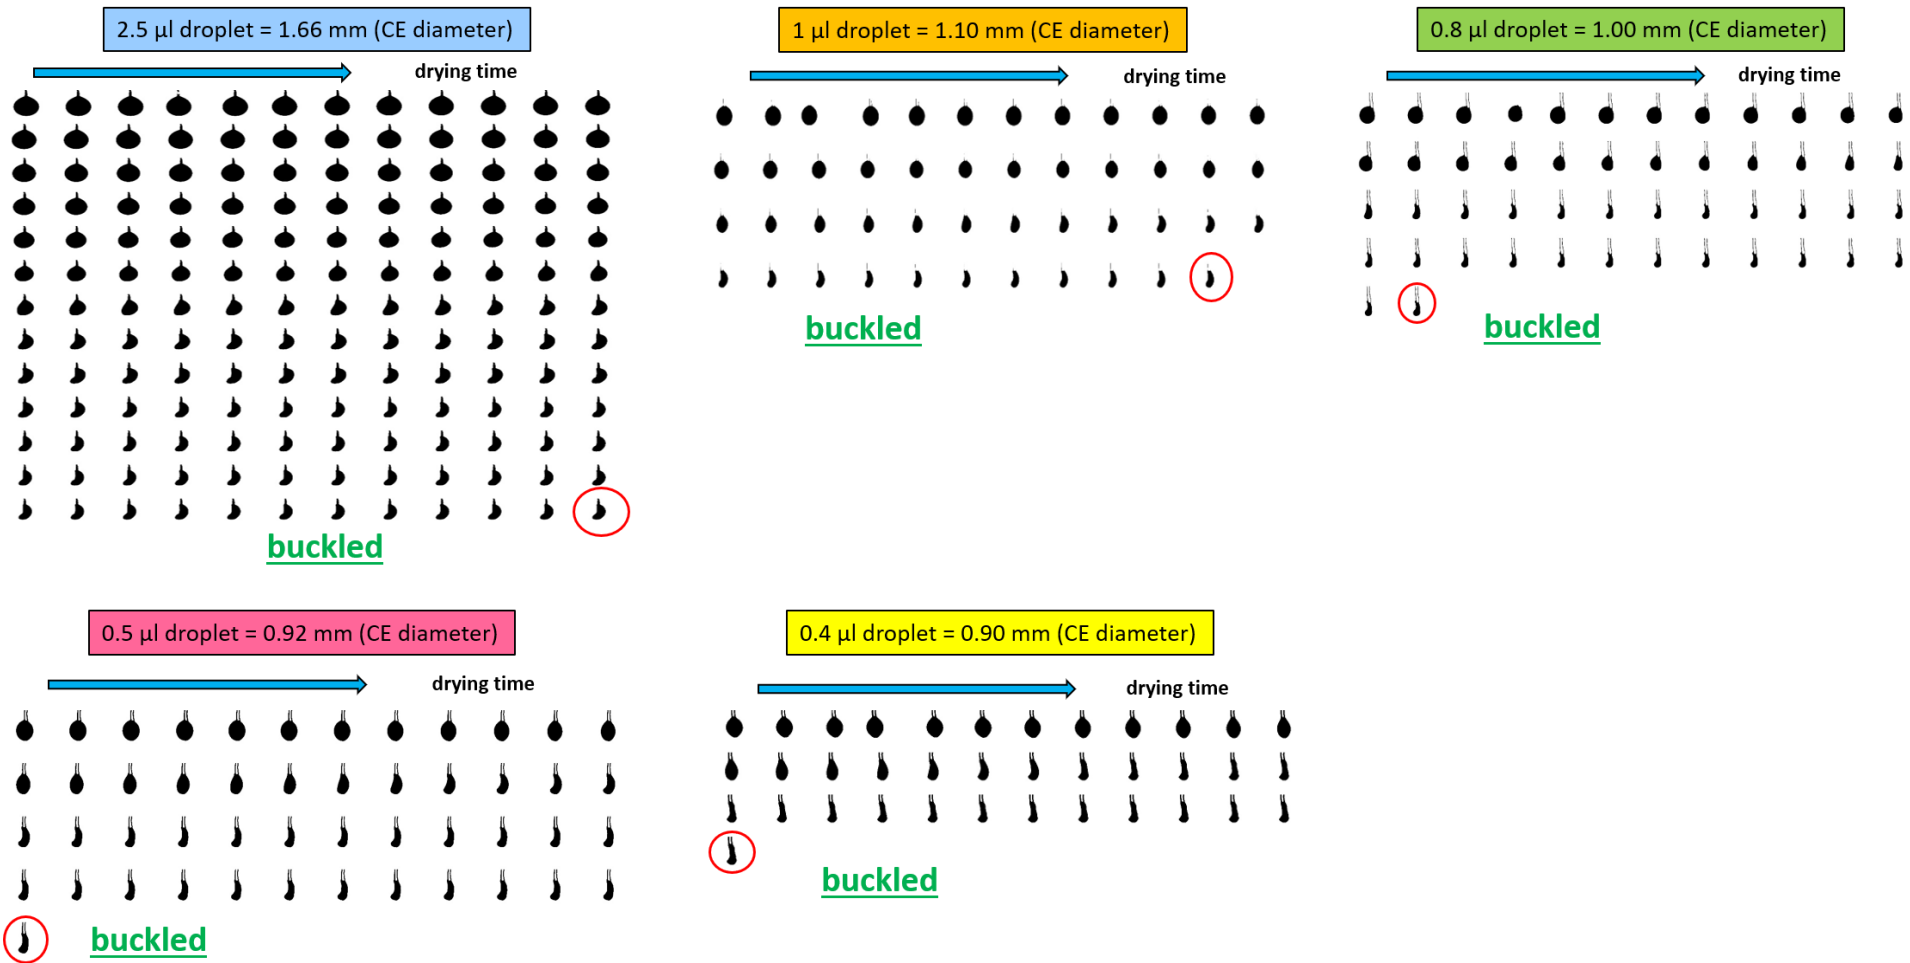 2.5 µl droplet = 1.66 mm (CE diameter)
drying time
buckled
1 µl droplet = 1.10 mm (CE diameter)
drying time
buckled
0.8 µl droplet = 1.00 mm (CE diameter)
drying time
buckled
0.5 µl droplet = 0.92 mm (CE diameter)
drying time
buckled
0.4 µl droplet = 0.90 mm (CE diameter)
drying time
buckled